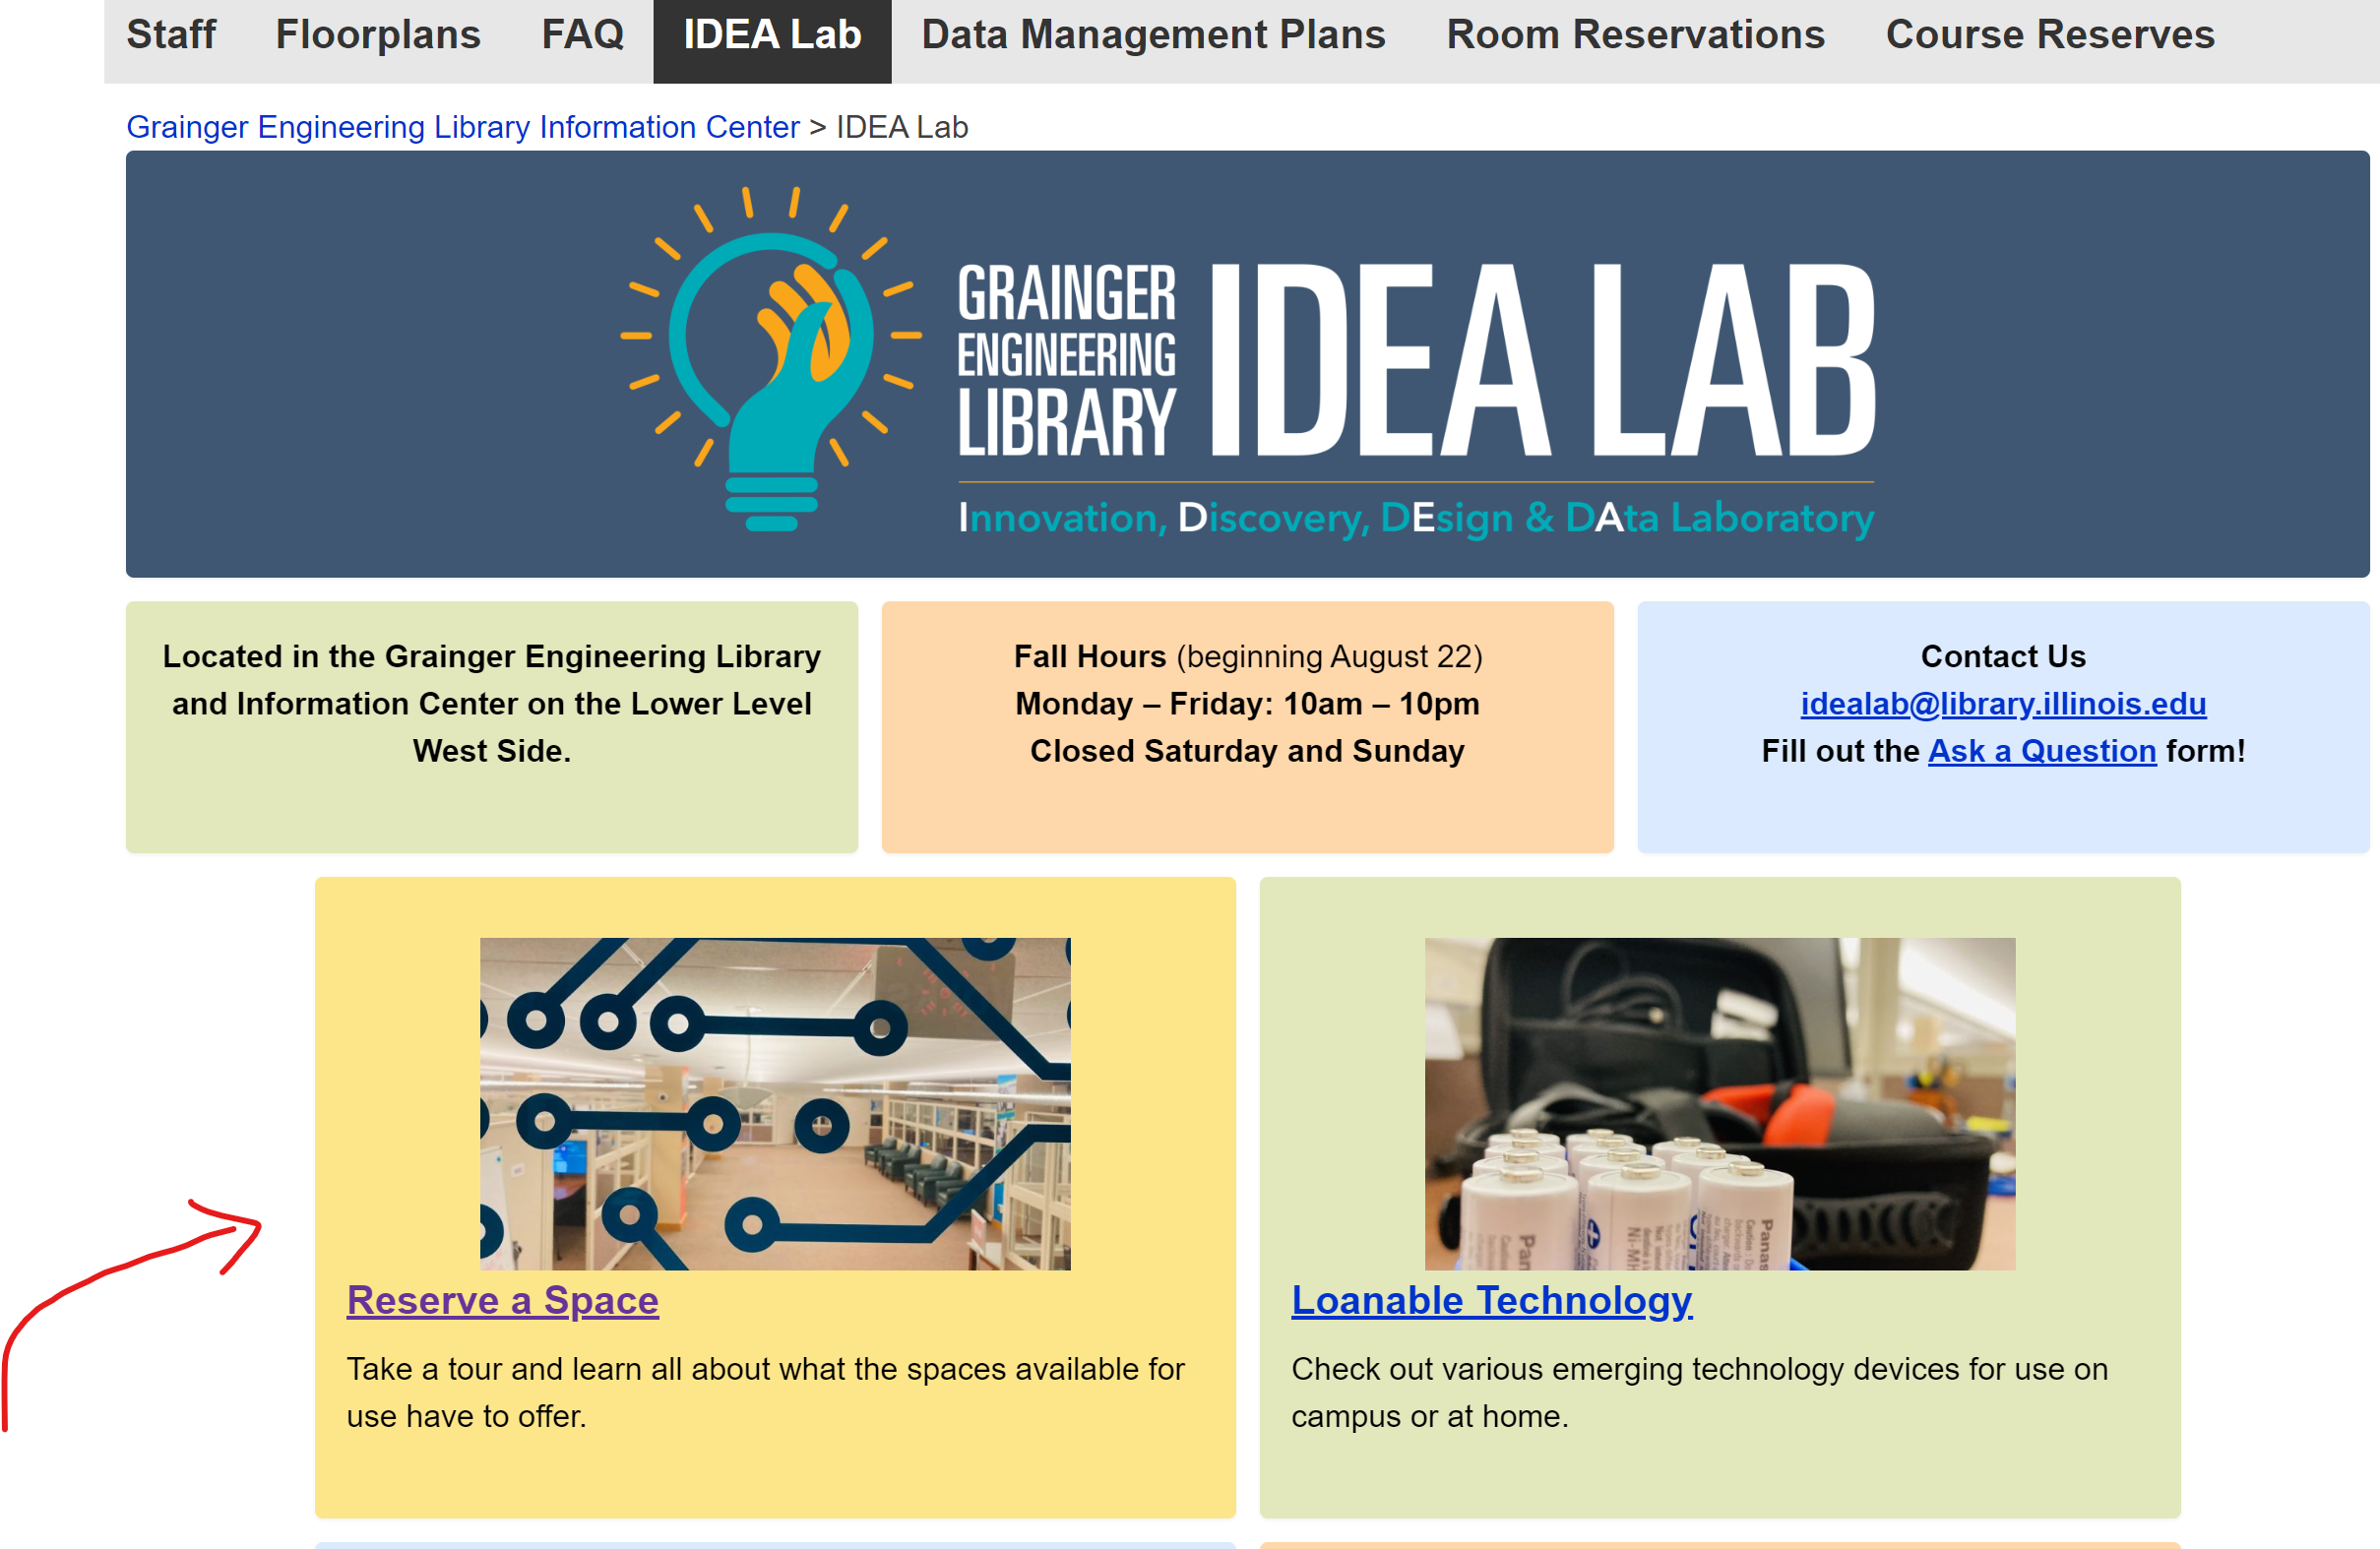 Staff Floorplans FAQ IDEA Lab Data Management Plans Room Reservations Course Reserves
Grainger Engineering Library Information Center > IDEA Lab
GRAINGER
ENGINEERING
LIBRARY
IDEA LAB
Innovation, Discovery, DEsign & DAta Laboratory
Located in the Grainger Engineering Library
and Information Center on the Lower Level
West Side.
Fall Hours (beginning August 22)
Monday – Friday: 10am – 10pm
Closed Saturday and Sunday
Contact Us
idealab@library.illinois.edu
Fill out the Ask a Question form!
Reserve a Space
Take a tour and learn all about what the spaces available for
use have to offer.
Loanable Technology
Check out various emerging technology devices for use on
campus or at home.